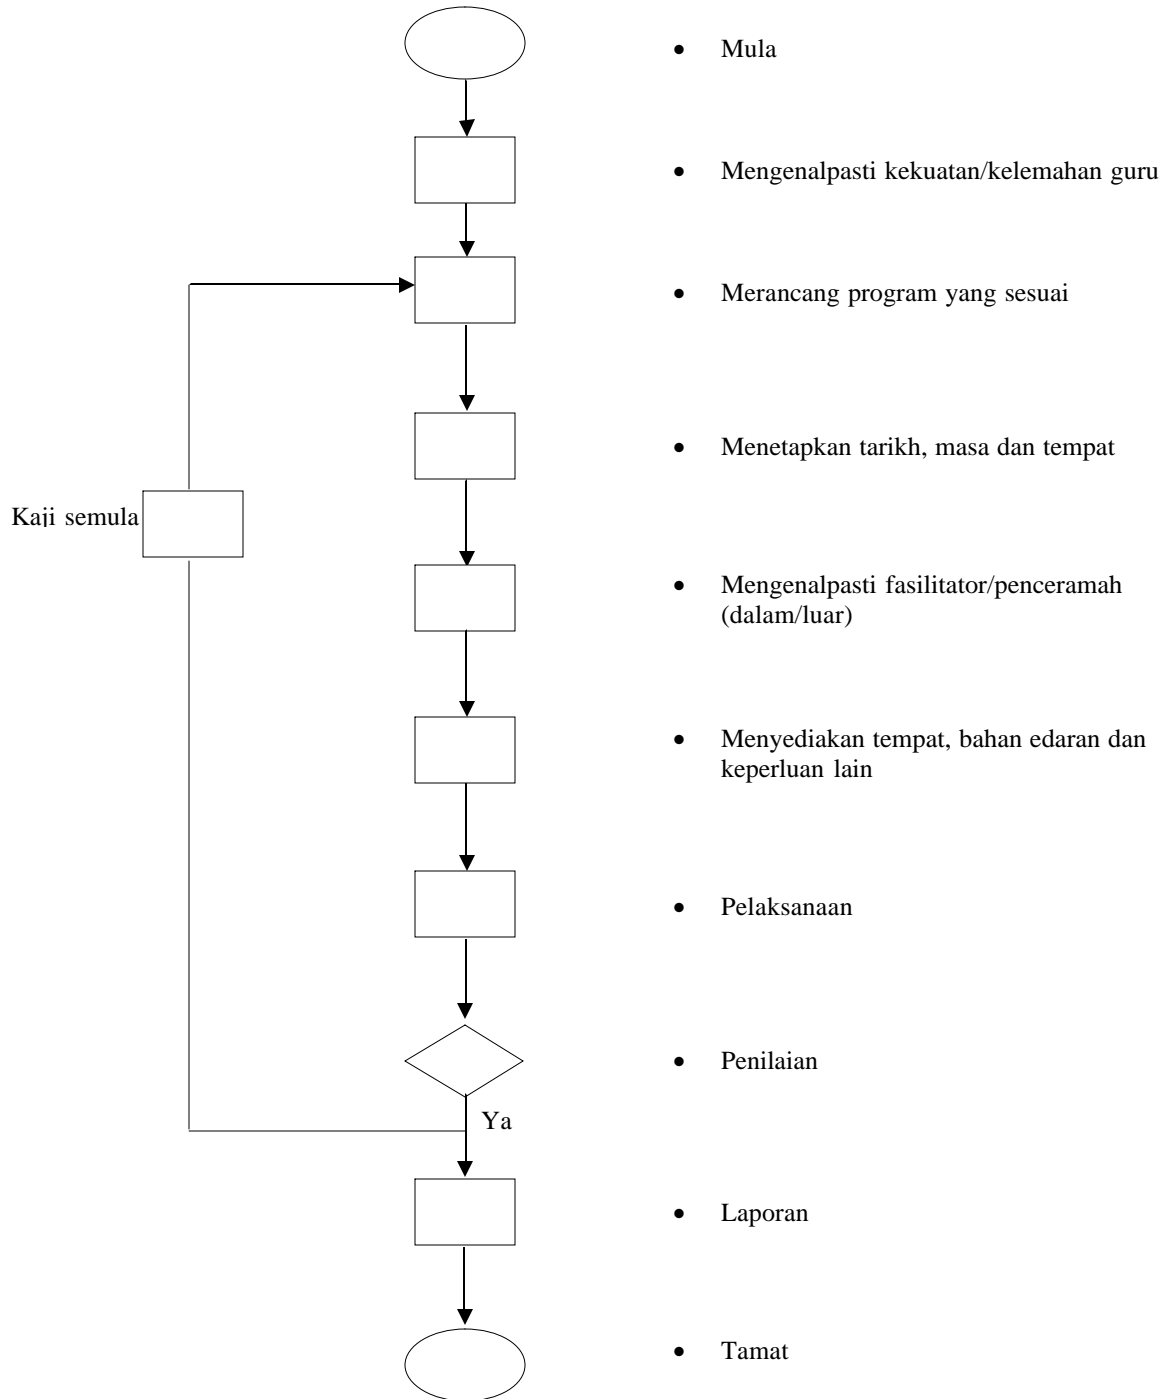 Mula
Mengenalpasti kekuatan/kelemahan guru
Merancang program yang sesuai
Menetapkan tarikh, masa dan tempat
Kaji semula
Mengenalpasti fasilitator/penceramah
(dalam/luar)
Menyediakan tempat, bahan edaran dan
keperluan lain
Pelaksanaan
Penilaian
Ya
Laporan
Tamat